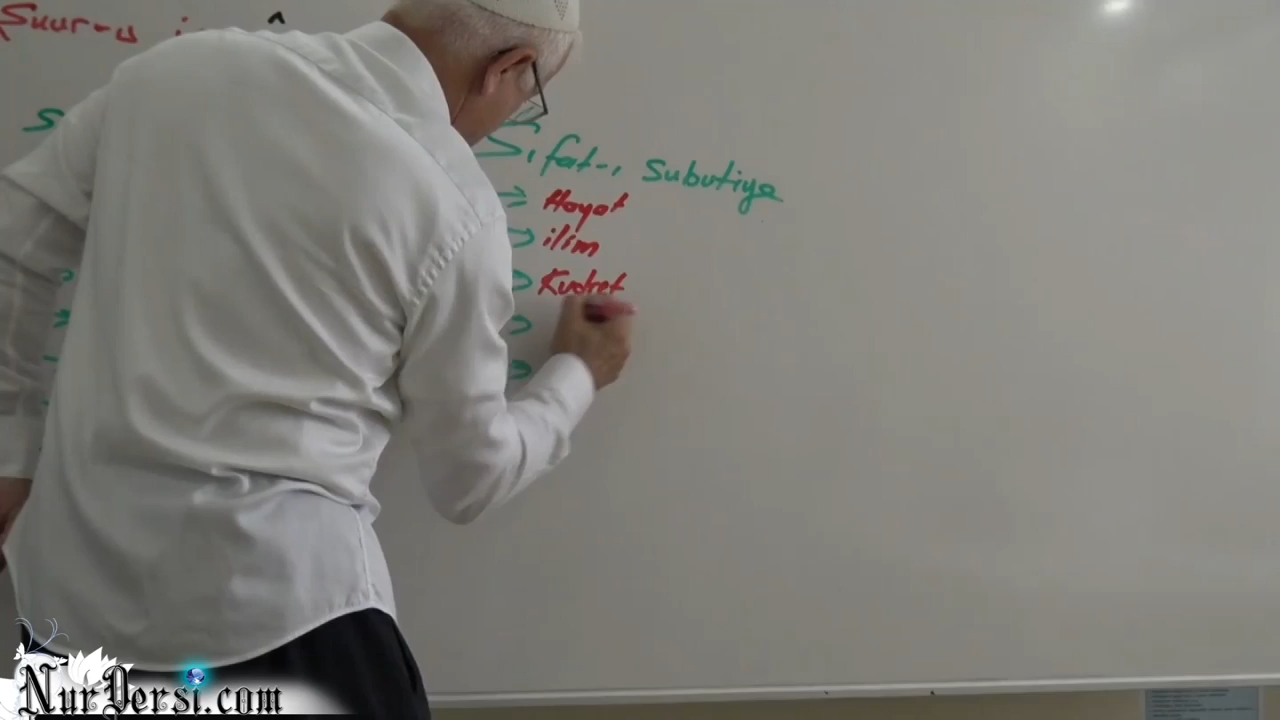 Şuur-u
Sıfat-ı Subutiye
Hayat
ilim
Kudret
NurDersi.com